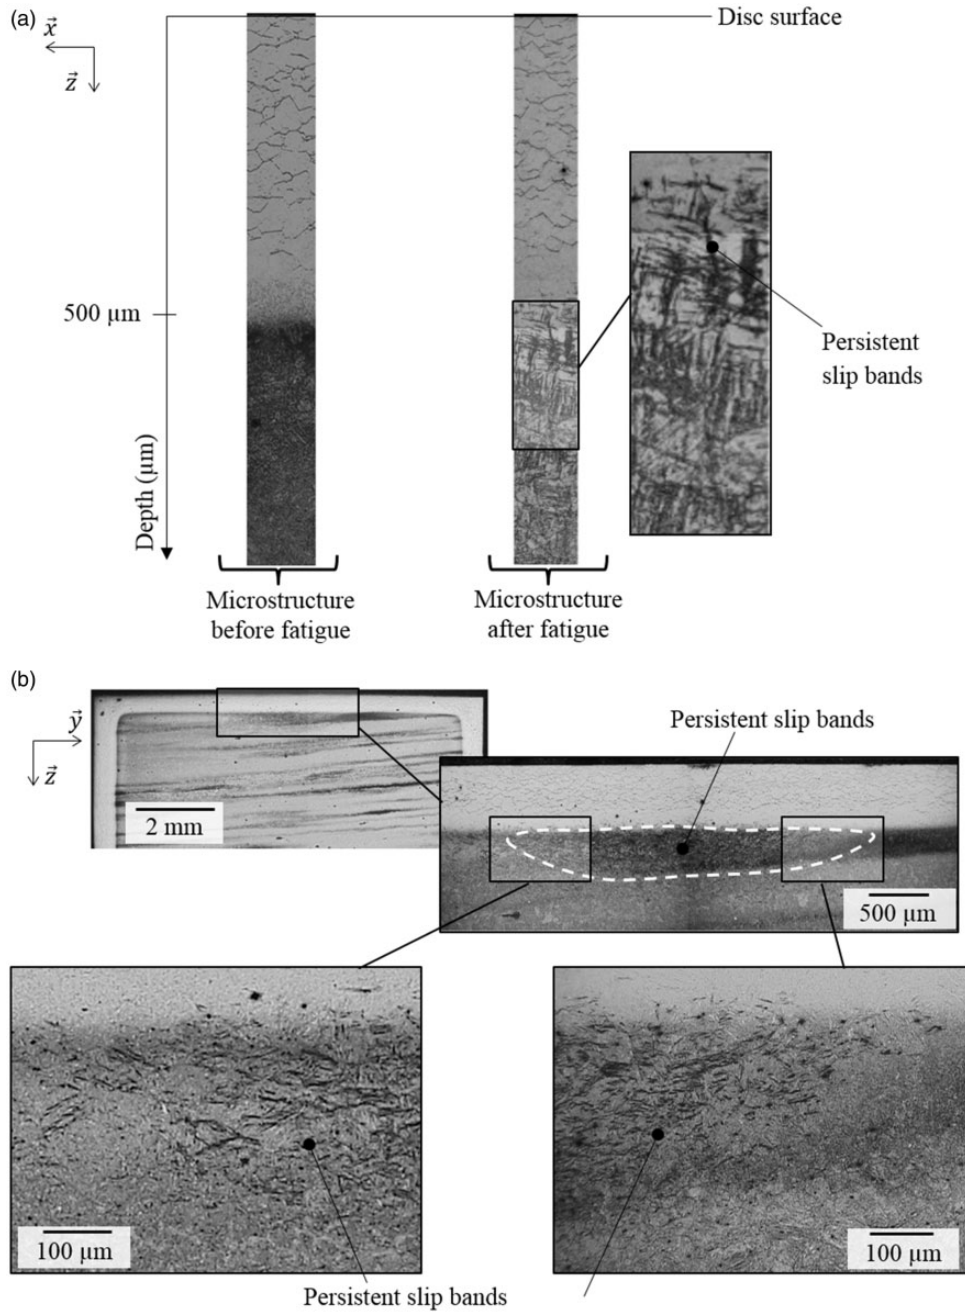 (a)
x
z
Disc surface
500 μm
Persistent
slip bands
Depth (μm)
Microstructure
before fatigue
Microstructure
after fatigue
(b)
y
z
2 mm
Persistent slip bands
500 μm
100 μm
100 μm
Persistent slip bands